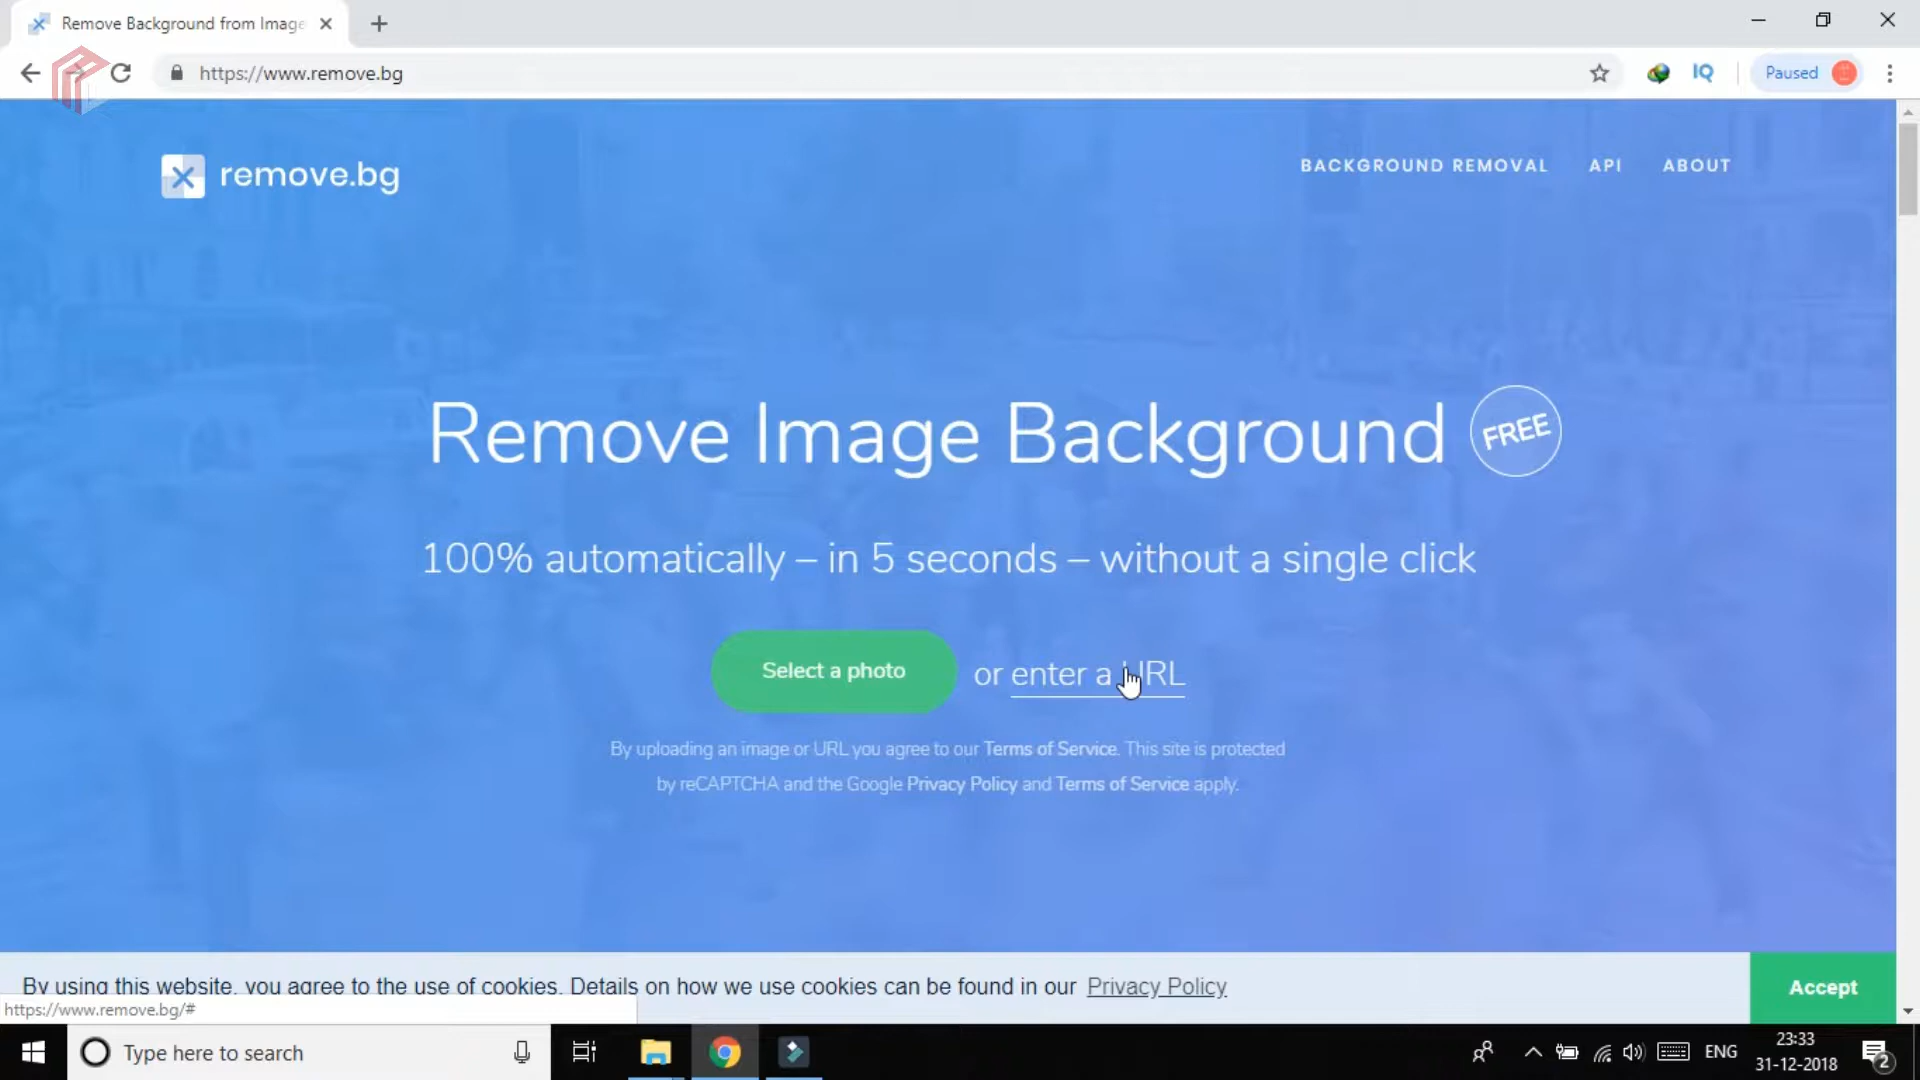 Remove Background from Image
https://www.remove.bg
IQ
Paused
remove.bg
BACKGROUND REMOVAL
API
ABOUT
Remove Image Background
FREE
100% automatically – in 5 seconds – without a single click
Select a photo
or enter a URL
By uploading an image or URL you agree to our Terms of Service. This site is protected
by reCAPTCHA and the Google Privacy Policy and Terms of Service apply.
By using this website, you agree to the use of cookies. Details on how we use cookies can be found in our Privacy Policy
Accept
https://www.remove.bg/#
Type here to search
ENG
23:33
31-12-2018
2